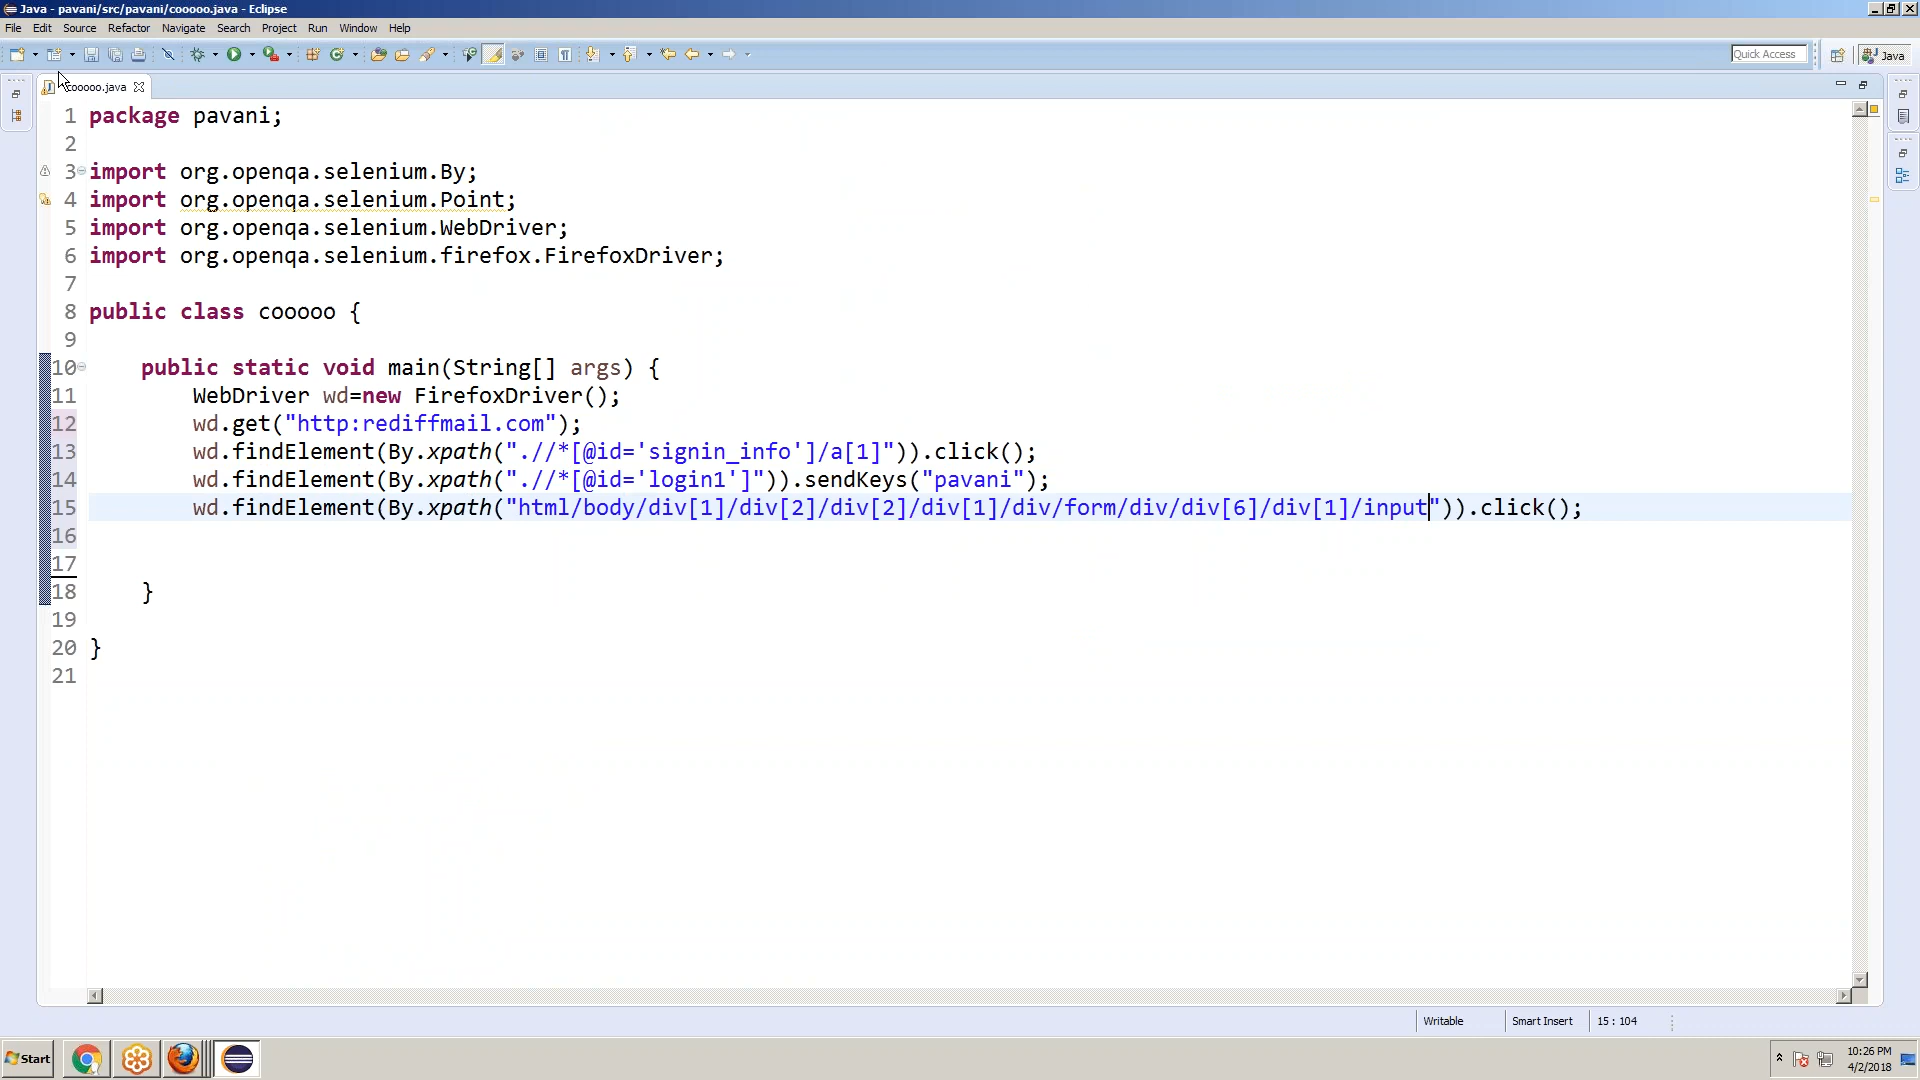 Java - pavani/src/pavani/cooooo.java - Eclipse
File Edit Source Refactor Navigate Search Project Run Window Help
Quick Access
Java
cooooo.java
1 package pavani;
2
3 import org.openqa.selenium.By;
4 import org.openqa.selenium.Point;
5 import org.openqa.selenium.WebDriver;
6 import org.openqa.selenium.firefox.FirefoxDriver;
7
8 public class cooooo {
9
10 public static void main(String[] args) {
11 WebDriver wd=new FirefoxDriver();
12 wd.get("http:rediffmail.com");
13 wd.findElement(By.xpath(".//*[@id='signin_info']/a[1]")).click();
14 wd.findElement(By.xpath(".//*[@id='login1']")).sendKeys("pavani");
15 wd.findElement(By.xpath("html/body/div[1]/div[2]/div[2]/div[1]/div/form/div/div[6]/div[1]/input")).click();
16
17
18 }
19
20 }
21
Writable Smart Insert 15 : 104
Start
10:26 PM
4/2/2018